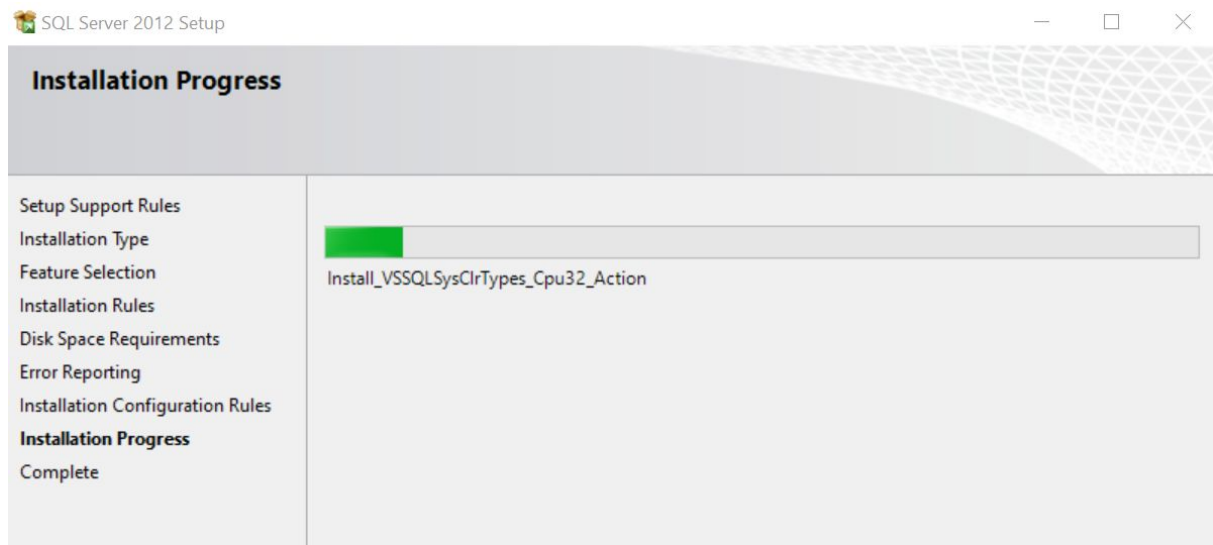 SQL Server 2012 Setup
Installation Progress
Setup Support Rules
Installation Type
Feature Selection
Installation Rules
Disk Space Requirements
Error Reporting
Installation Configuration Rules
Installation Progress
Complete
Install_VSSQLSysClrTypes_Cpu32_Action